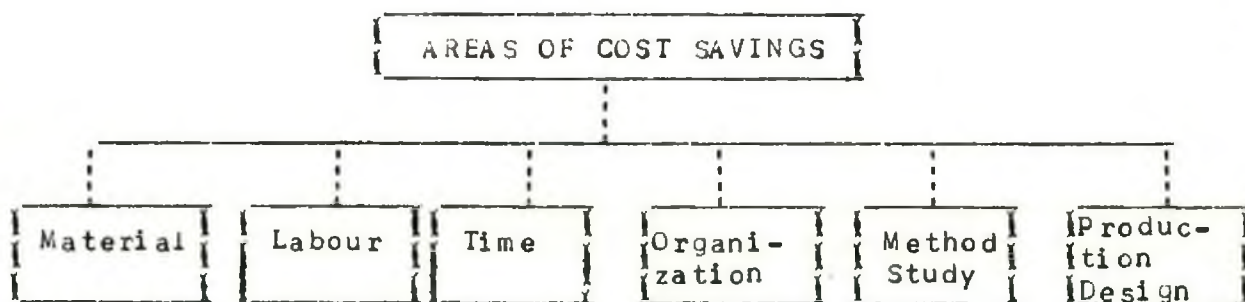 AREAS OF COST SAVINGS
Material
Labour
Time
Organi-
zation
Method
Study
Produc-
tion
Design